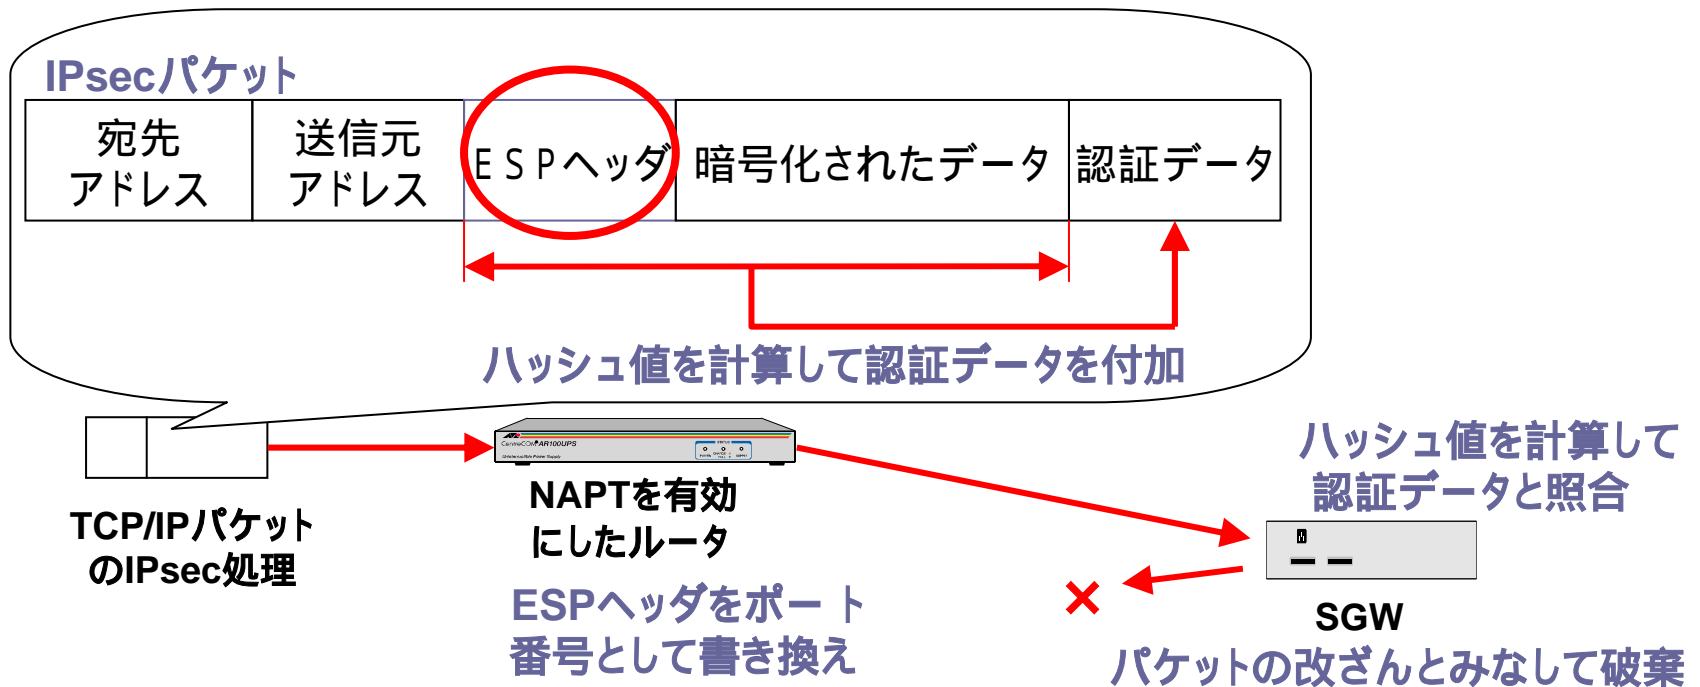 IPsecパケット
宛先
アドレス
送信元
アドレス
ＥＳＰヘッダ
暗号化されたデータ
認証データ
ハッシュ値を計算して認証データを付加
CentreCOM AR100UPS
Uninterruptible Power Supply
STATUS
NAPTを有効
にしたルータ
TCP/IPパケット
のIPsec処理
ESPヘッダをポート
番号として書き換え
ハッシュ値を計算して
認証データと照合
SGW
パケットの改ざんとみなして破棄